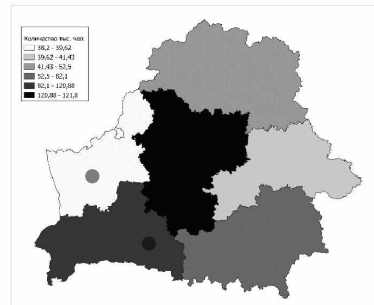 Количество тыс. чел.
38,2 - 39,62
39,62 - 41,43
41,43 - 52,5
52,5 - 82,1
82,1 - 120,88
120,88 - 121,8